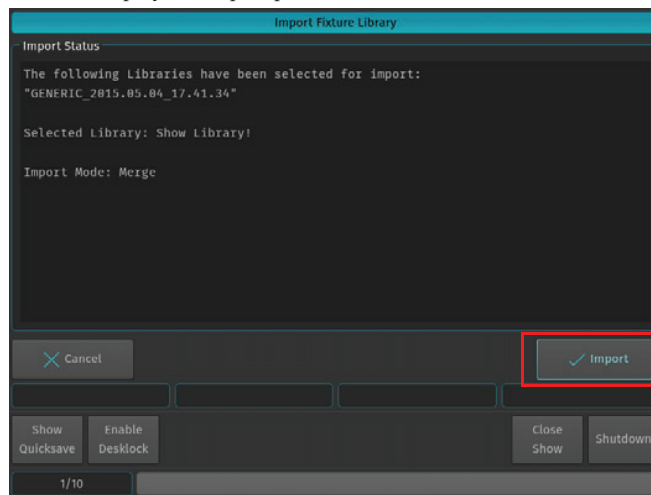 Import Fixture Library
Import Status
The following Libraries have been selected for import:
"GENERIC_2015.05.04_17.41.34"
Selected Library: Show Library!
Import Mode: Merge
Cancel
Import
Show
Quicksave
Enable
Desklock
Close
Show
Shutdown
1/10